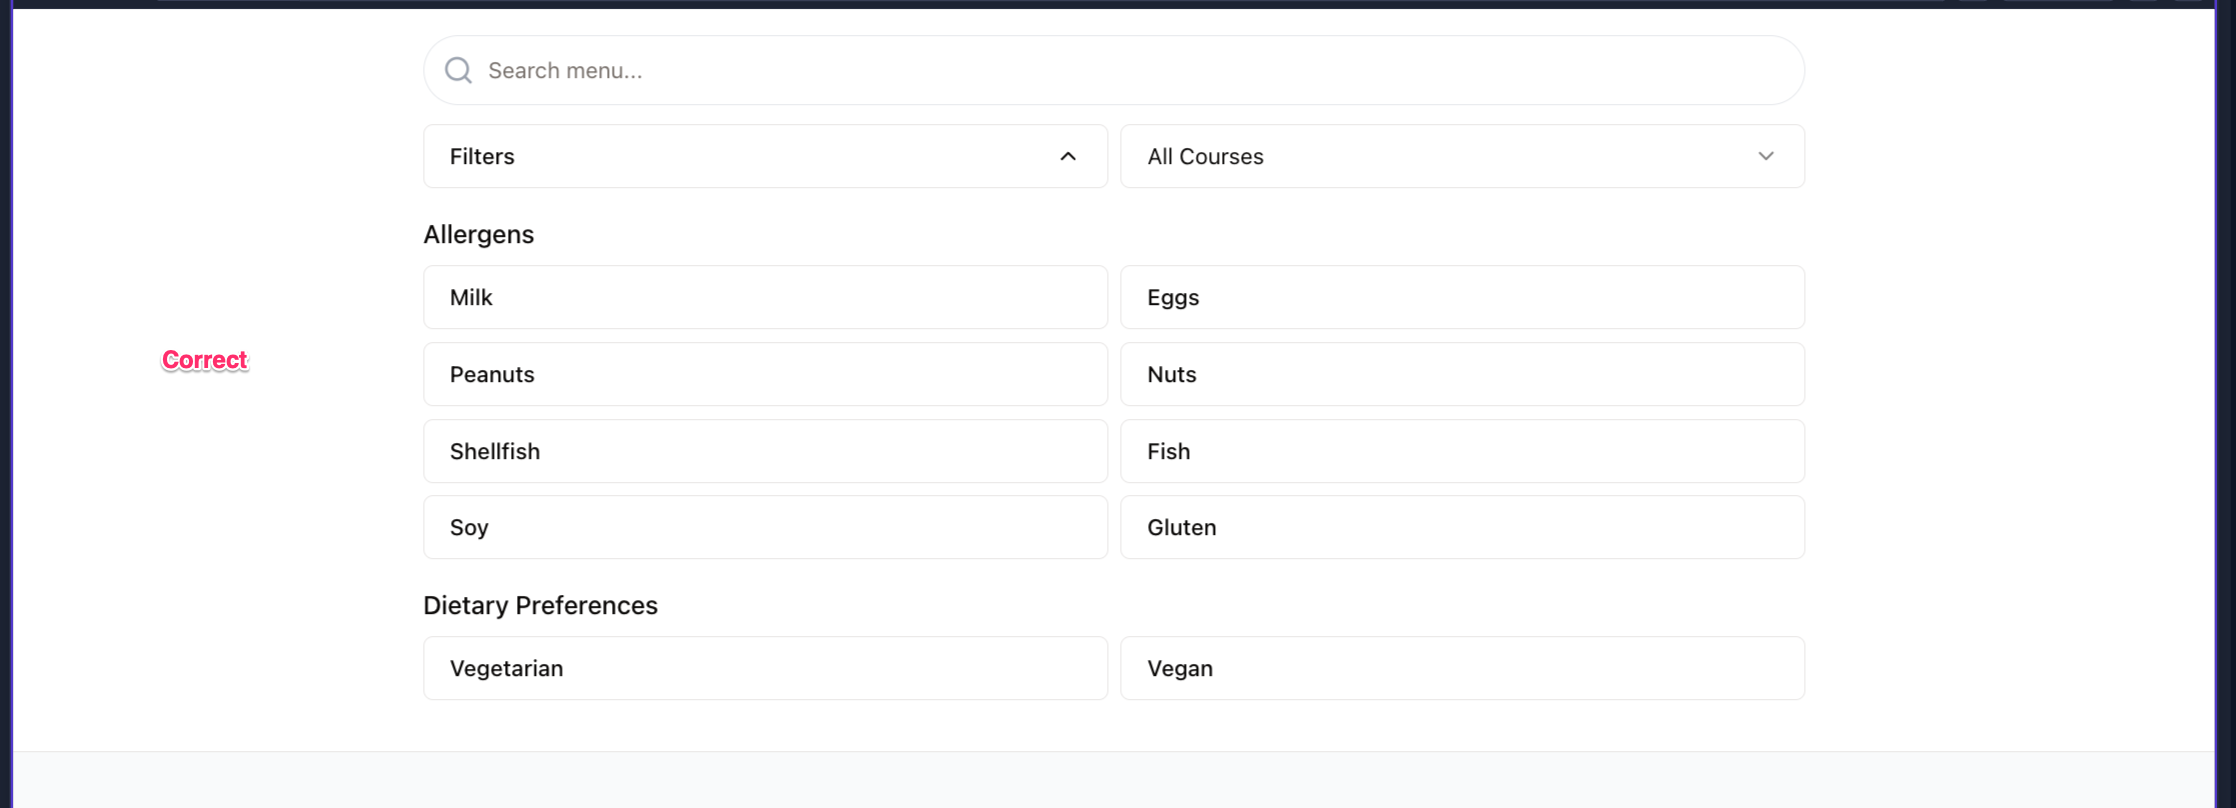 Search menu...
Filters
All Courses
Allergens
Milk
Eggs
Correct
Peanuts
Nuts
Shellfish
Fish
Soy
Gluten
Dietary Preferences
Vegetarian
Vegan